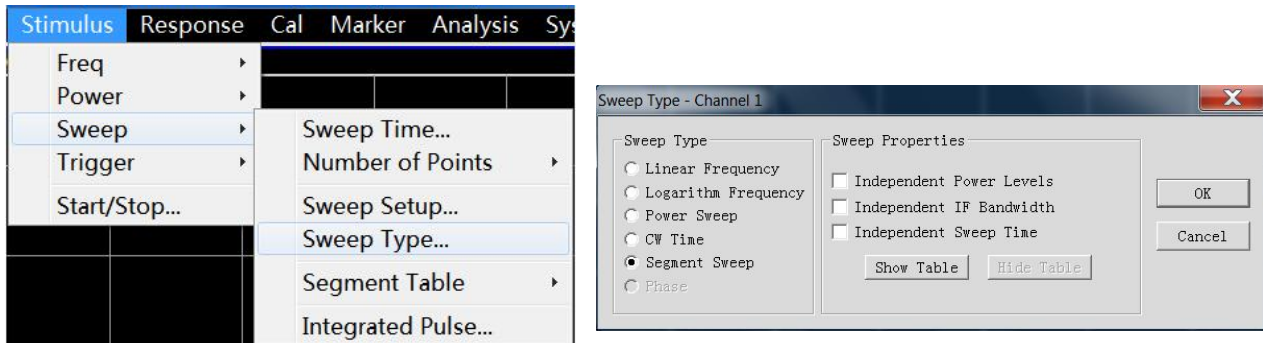 Stimulus Response Cal Marker Analysis Sys
Freq
Power
Sweep
Trigger
Start/Stop...
Sweep Time...
Number of Points
Sweep Setup...
Sweep Type...
Segment Table
Integrated Pulse...
Sweep Type - Channel 1
Sweep Type
Linear Frequency
Logarithm Frequency
Power Sweep
CW Time
Segment Sweep
Phase
Sweep Properties
Independent Power Levels
Independent IF Bandwidth
Independent Sweep Time
Show Table Hide Table
OK
Cancel